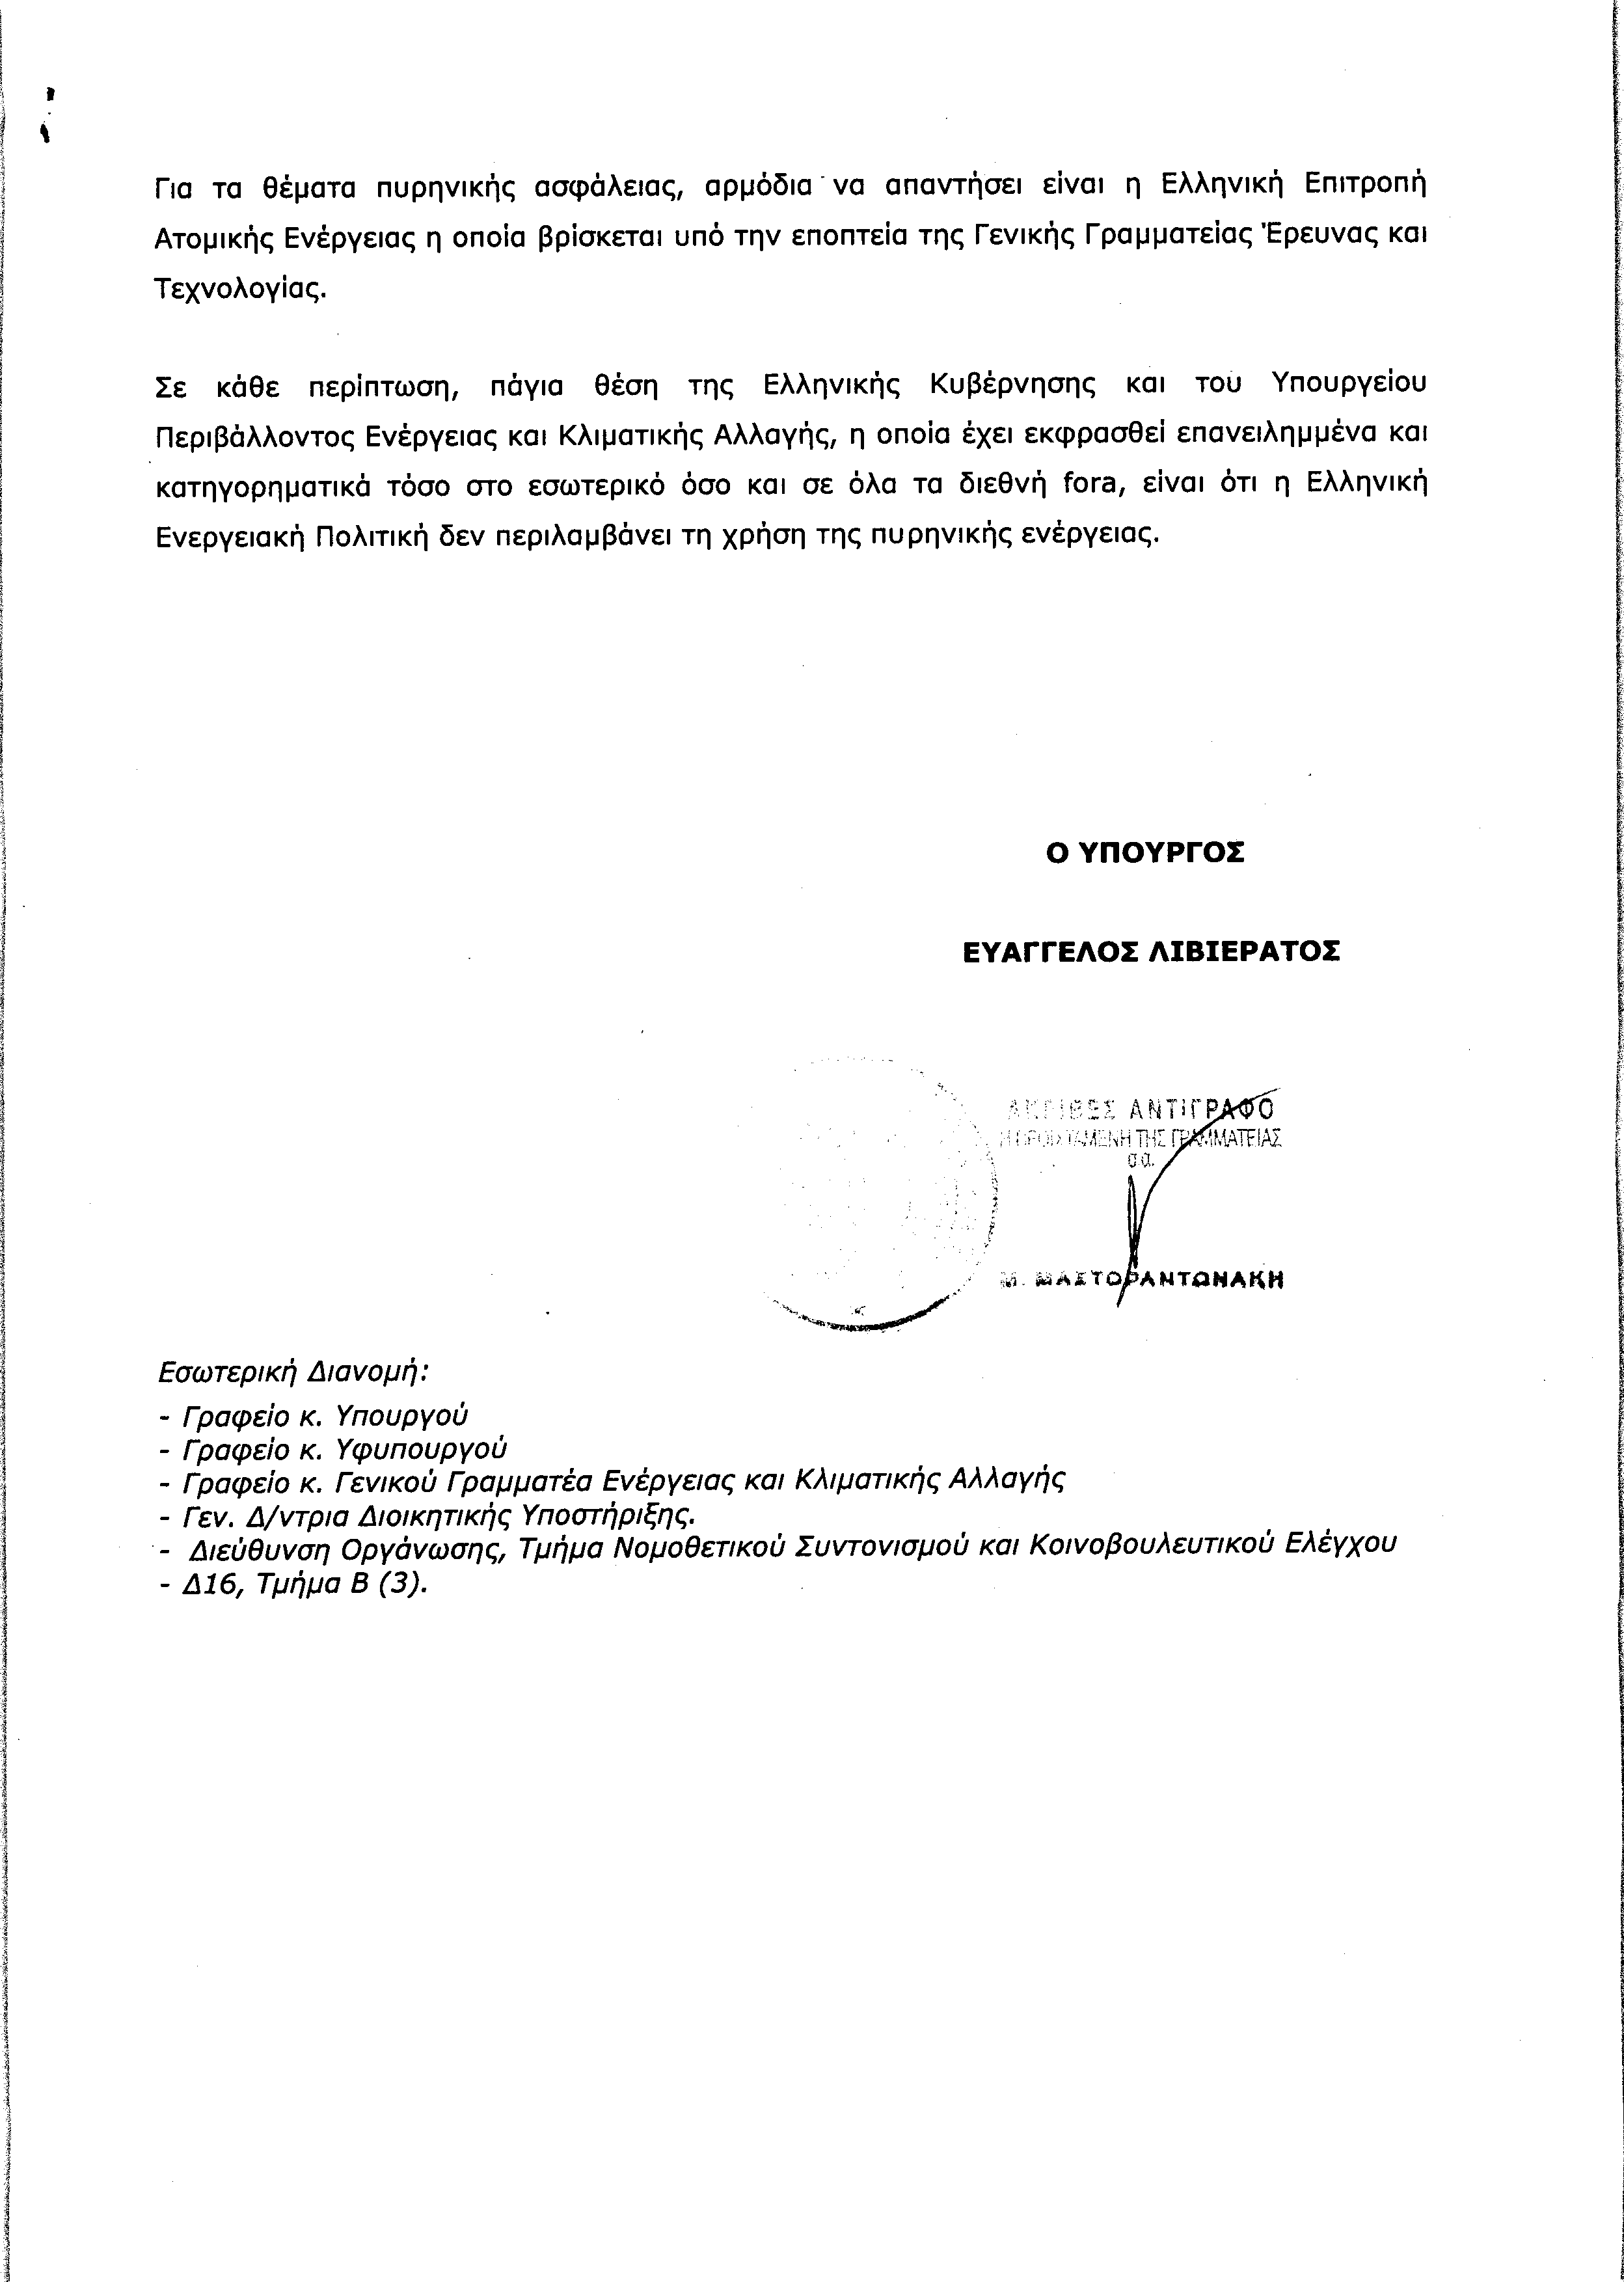 Για τα θέματα πυρηνικής ασφάλειας, αρμόδια να απαντήσει είναι η Ελληνική Επιτροπή
Ατομικής Ενέργειας η οποία βρίσκεται υπό την εποπτεία της Γενικής Γραμματείας Έρευνας και
Τεχνολογίας.
Σε κάθε περίπτωση, πάγια θέση της Ελληνικής Κυβέρνησης και του Υπουργείου
Περιβάλλοντος Ενέργειας και Κλιματικής Αλλαγής, η οποία έχει εκφρασθεί επανειλημμένα και
κατηγορηματικά τόσο στο εσωτερικό όσο και σε όλα τα διεθνή fora, είναι ότι η Ελληνική
Ενεργειακή Πολιτική δεν περιλαμβάνει τη χρήση της πυρηνικής ενέργειας.
Ο ΥΠΟΥΡΓΟΣ
ΕΥΑΓΓΕΛΟΣ ΛΙΒΙΕΡΑΤΟΣ
ΑΚΡΙΒΕΣ ΑΝΤΙΓΡΑΦΟ
Η ΠΡΟΪΣΤΑΜΕΝΗ ΤΗΣ ΓΡΑΜΜΑΤΕΙΑΣ
α.α.
Μ. ΜΑΣΤΟΡΑΝΤΩΝΑΚΗ
Εσωτερική Διανομή:
- Γραφείο κ. Υπουργού
- Γραφείο κ. Υφυπουργού
- Γραφείο κ. Γενικού Γραμματέα Ενέργειας και Κλιματικής Αλλαγής
- Γεν. Δ/ντρια Διοικητικής Υποστήριξης.
- Διεύθυνση Οργάνωσης, Τμήμα Νομοθετικού Συντονισμού και Κοινοβουλευτικού Ελέγχου
- Δ16, Τμήμα Β (3).